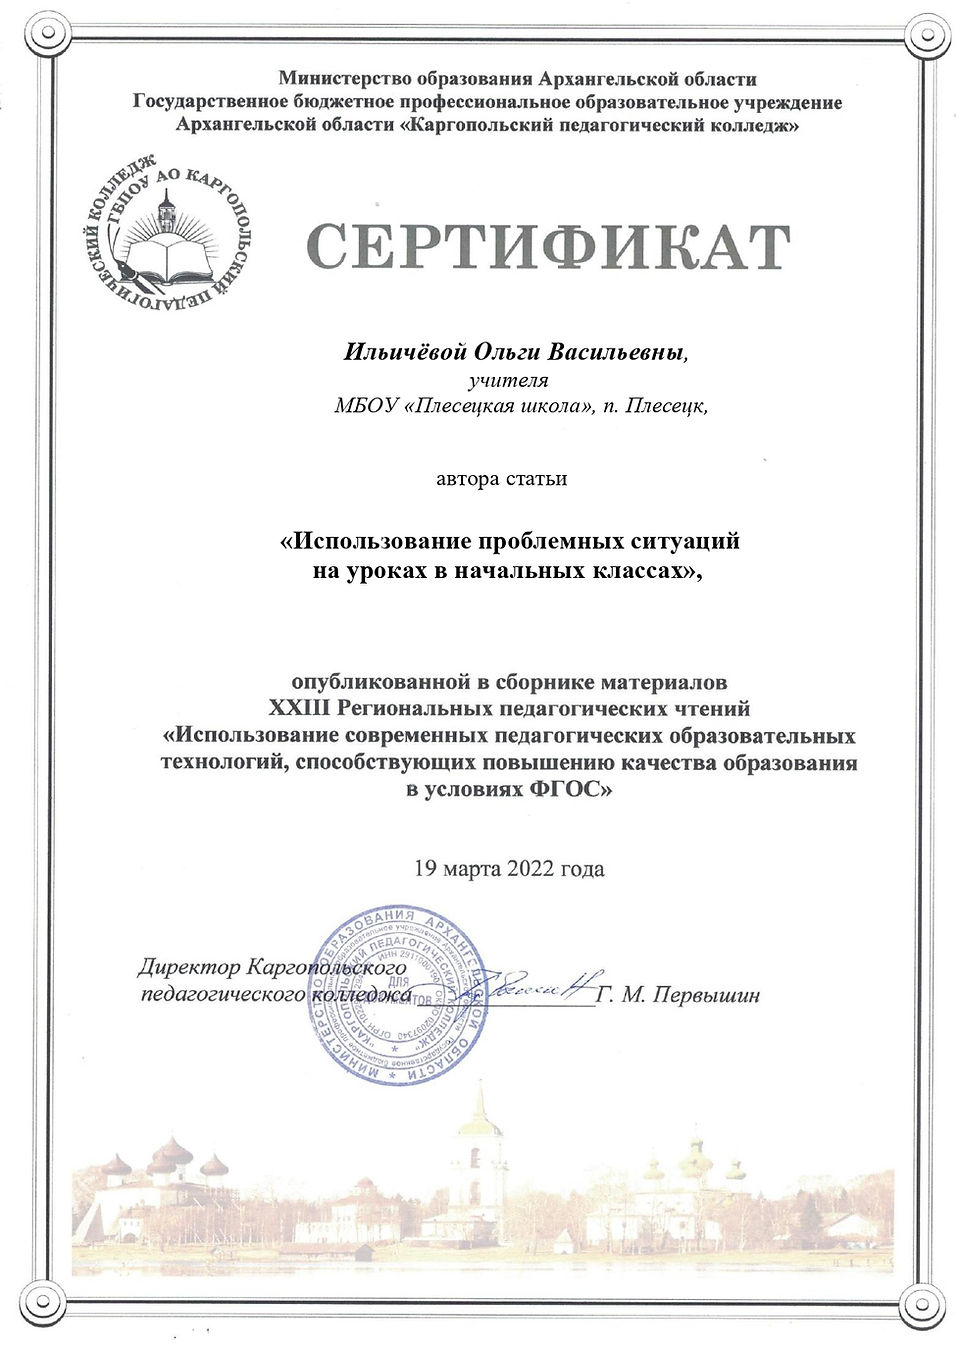 Министерство образования Архангельской области
Государственное бюджетное профессиональное образовательное учреждение
Архангельской области «Каргопольский педагогический колледж»
ГБПОУ АО КАРГОПОЛЬСКИЙ ПЕДАГОГИЧЕСКИЙ КОЛЛЕДЖ
СЕРТИФИКАТ
Ильичёвой Ольги Васильевны,
учителя
МБОУ «Плесецкая школа», п. Плесецк,
автора статьи
«Использование проблемных ситуаций
на уроках в начальных классах»,
опубликованной в сборнике материалов
XXIII Региональных педагогических чтений
«Использование современных педагогических образовательных
технологий, способствующих повышению качества образования
в условиях ФГОС»
19 марта 2022 года
Директор Каргопольского
педагогического колледжа Г. М. Первышин
МИНИСТЕРСТВО ОБРАЗОВАНИЯ АРХАНГЕЛЬСКОЙ ОБЛАСТИ
"КАРГОПОЛЬСКИЙ ПЕДАГОГИЧЕСКИЙ КОЛЛЕДЖ"
ДЛЯ
ДОКУМЕНТОВ